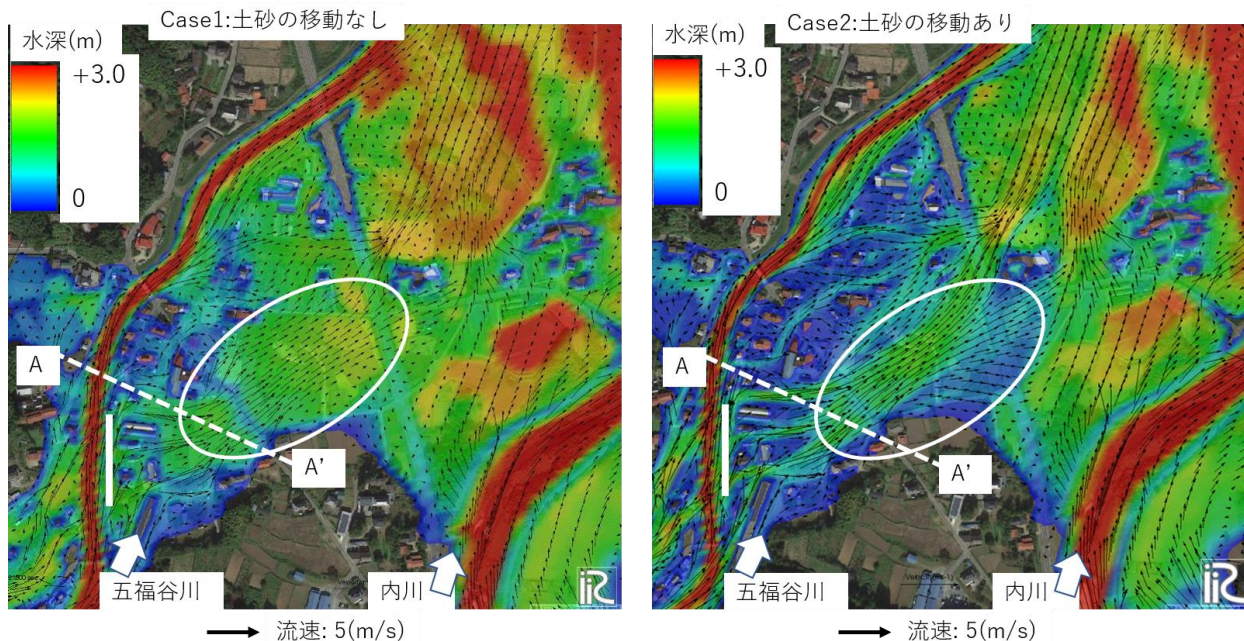 Case1:土砂の移動なし
水深(m)
+3.0
0
A
A'
五福谷川
内川
流速: 5(m/s)
Case2:土砂の移動あり
水深(m)
+3.0
0
A
A'
五福谷川
内川
流速: 5(m/s)